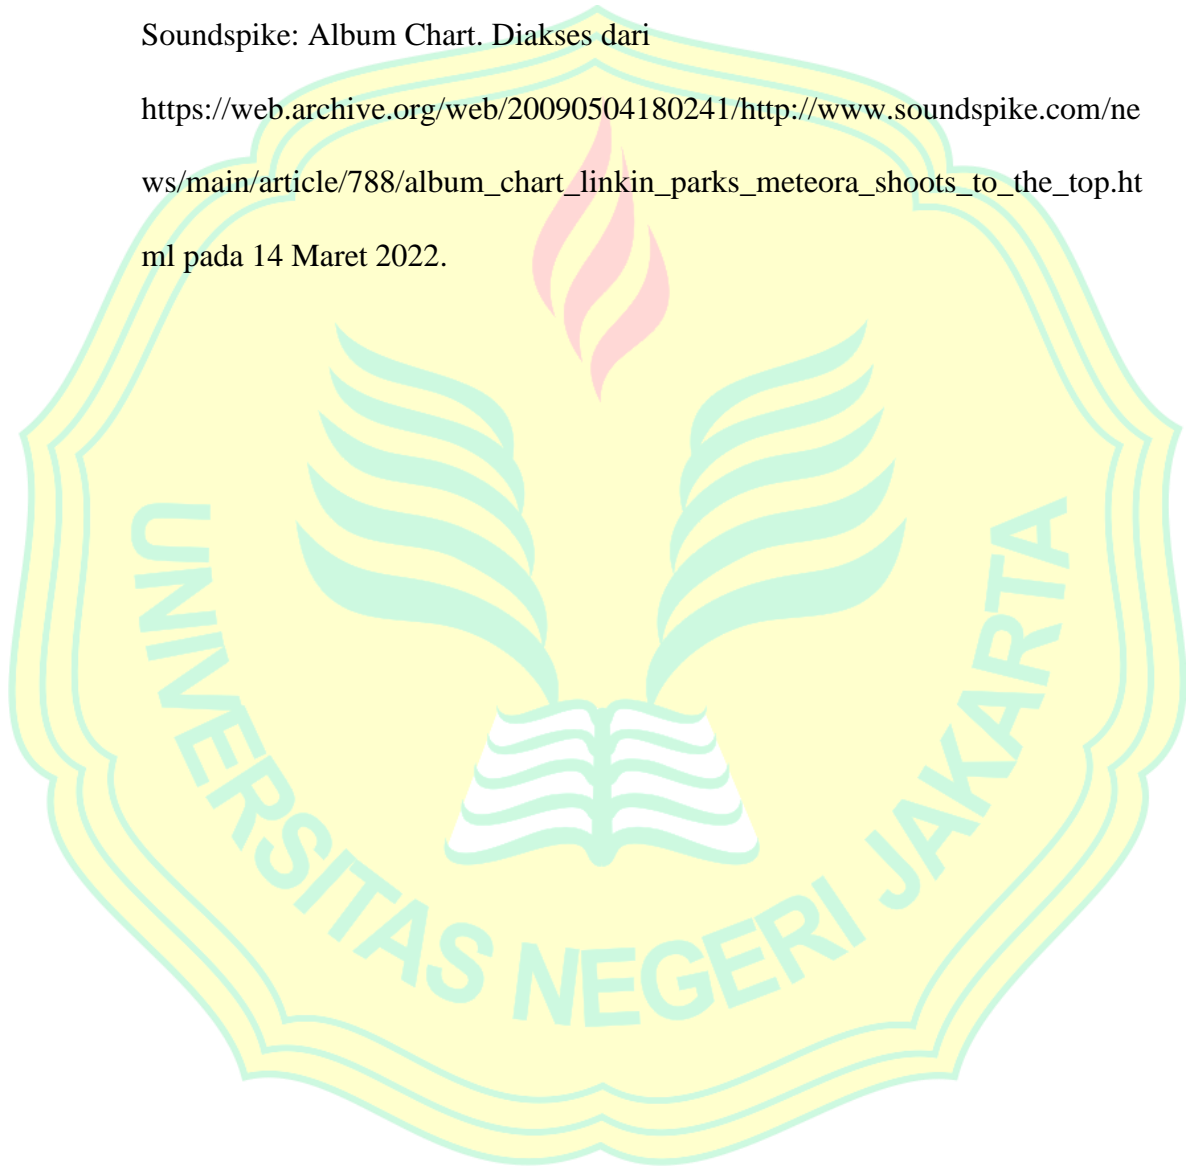 Soundspike: Album Chart. Diakses dari
https://web.archive.org/web/20090504180241/http://www.soundspike.com/ne
ws/main/article/788/album_chart_linkin_parks_meteora_shoots_to_the_top.ht
ml pada 14 Maret 2022.
UNIVERSITAS NEGERI JAKARTA